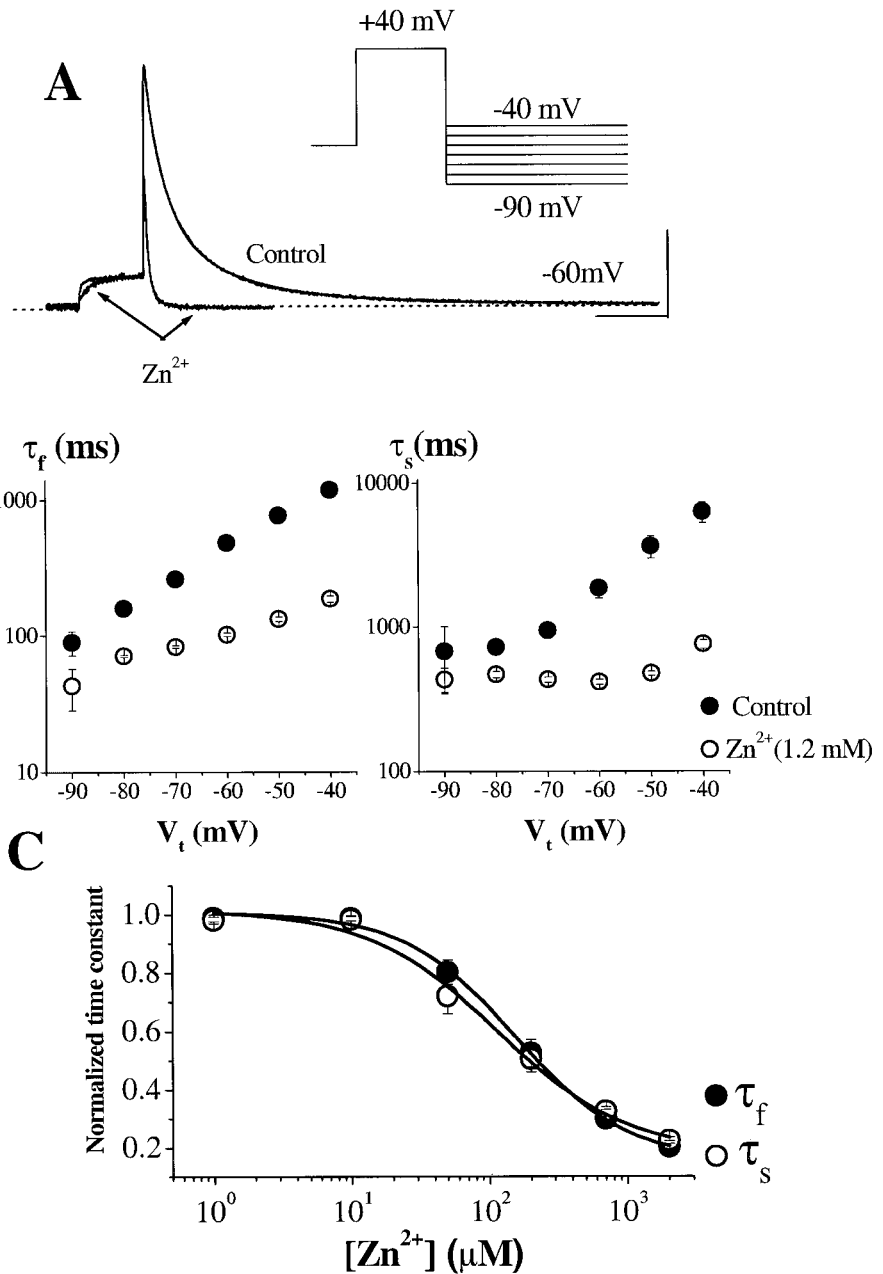 A
+40 mV
-40 mV
-90 mV
Control
-60mV
Zn²⁺
τf (ms)
1000
100
10
-90 -80 -70 -60 -50 -40
Vt (mV)
τs (ms)
10000
1000
100
-90 -80 -70 -60 -50 -40
Vt (mV)
Control
Zn²⁺ (1.2 mM)
C
Normalized time constant
1.0
0.8
0.6
0.4
0.2
10⁰ 10¹ 10² 10³
[Zn²⁺] (μM)
τf
τs